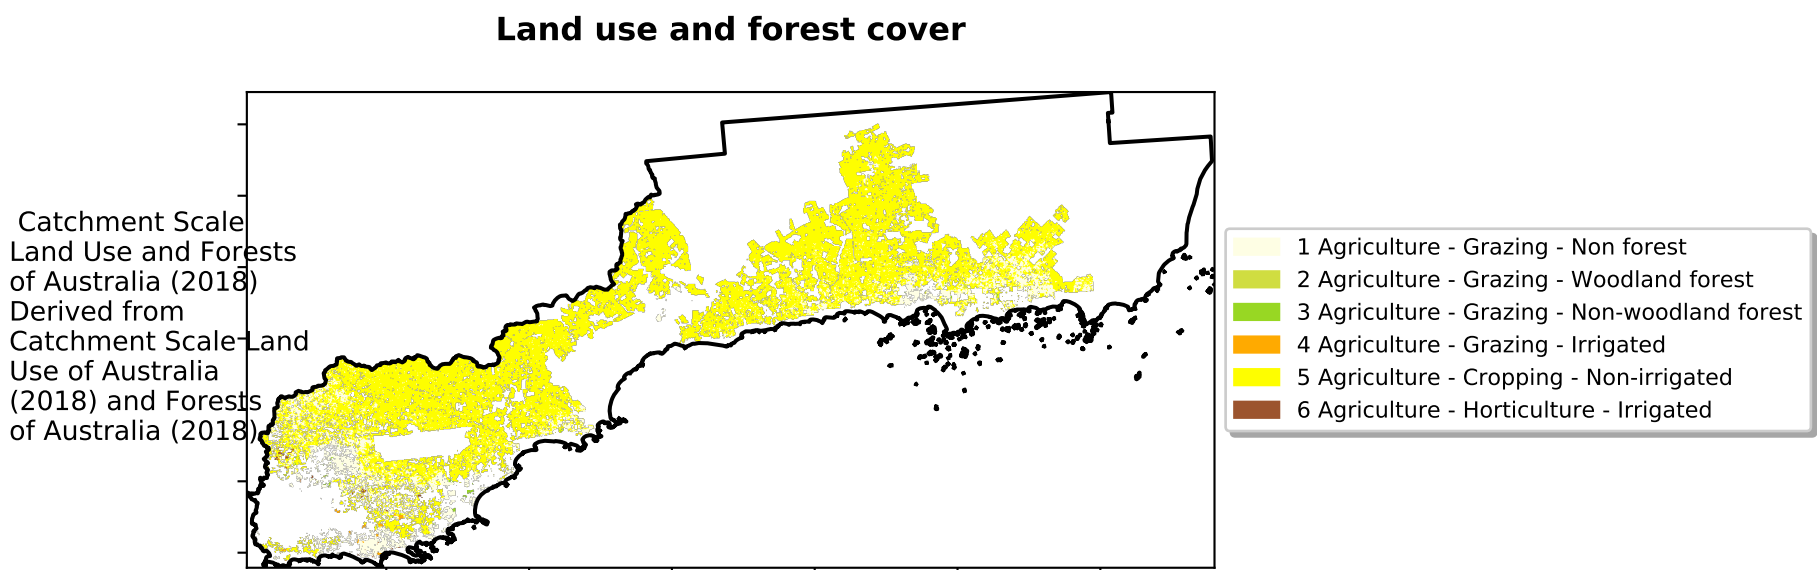 Land use and forest cover
Catchment Scale
Land Use and Forests
of Australia (2018)
Derived from
Catchment Scale Land
Use of Australia
(2018) and Forests
of Australia (2018)
1 Agriculture - Grazing - Non forest
2 Agriculture - Grazing - Woodland forest
3 Agriculture - Grazing - Non-woodland forest
4 Agriculture - Grazing - Irrigated
5 Agriculture - Cropping - Non-irrigated
6 Agriculture - Horticulture - Irrigated